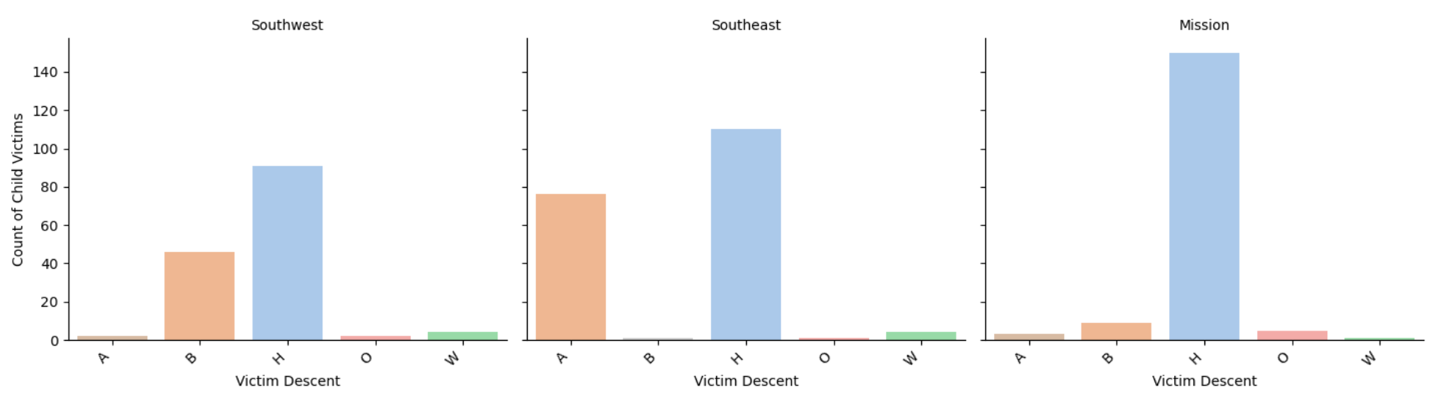 Southwest
Southeast
Mission
Count of Child Victims
140
120
100
80
60
40
20
0
A
B
H
O
W
A
B
H
O
W
A
B
H
O
W
Victim Descent
Victim Descent
Victim Descent